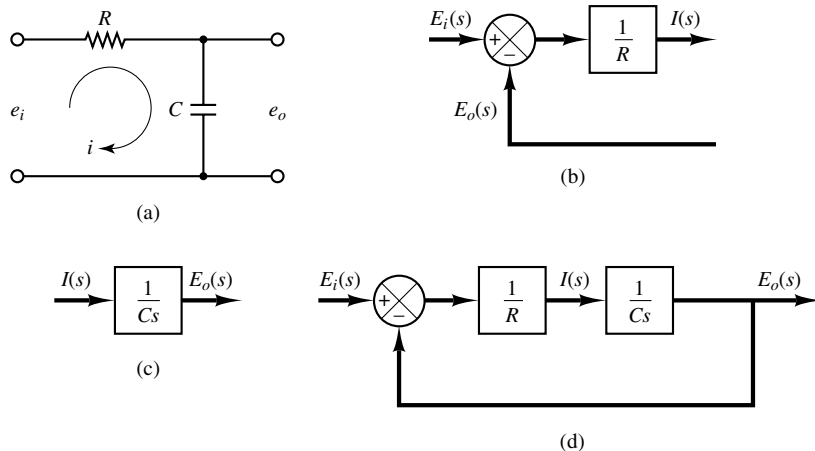 R
e_i
C
e_o
i
(a)
E_i(s)
+
−
1
R
I(s)
E_o(s)
(b)
I(s)
1
Cs
E_o(s)
(c)
E_i(s)
+
−
1
R
I(s)
1
Cs
E_o(s)
(d)